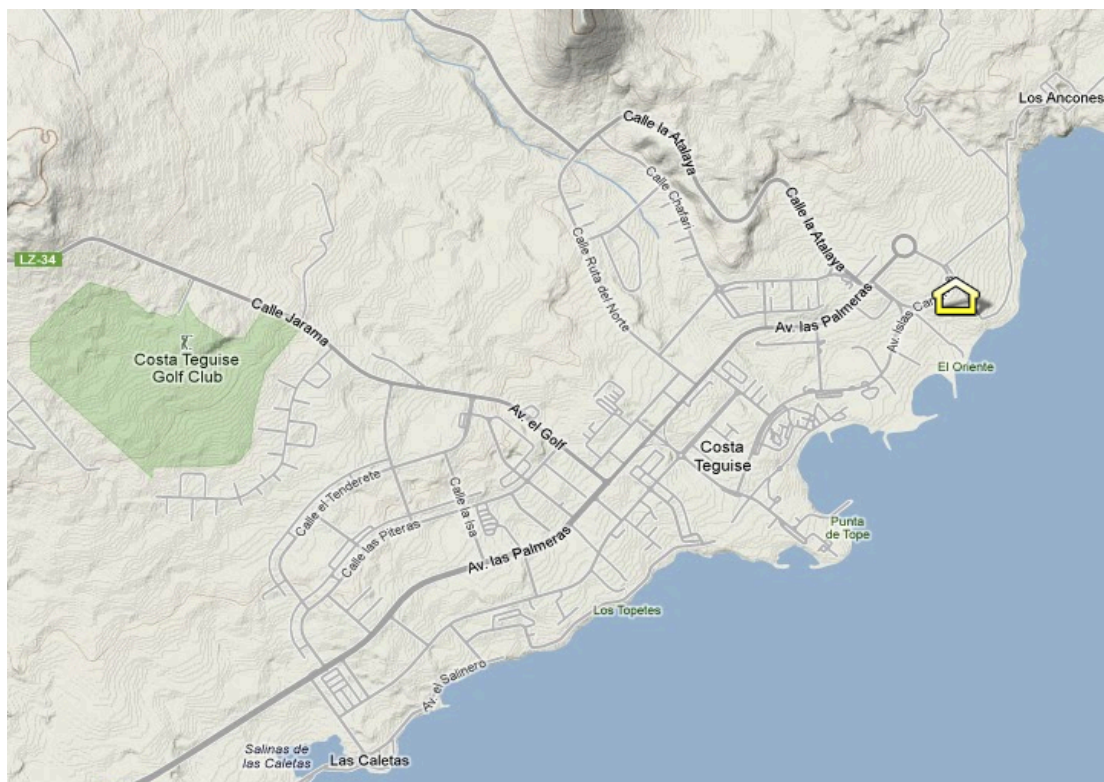 Los Ancones
Calle la Atalaya
Calle Chafari
Calle la Atalaya
Calle Ruta del Norte
LZ-34
Calle Jarama
Av. las Palmeras
Av. Islas Can
Costa Teguise
Golf Club
El Oriente
Av. el Golf
Costa
Teguise
Calle el Tenderete
Calle la Isa
Calle las Piteras
Punta
de Tope
Av. las Palmeras
Los Topetes
Av. el Salinero
Salinas de
las Caletas
Las Caletas